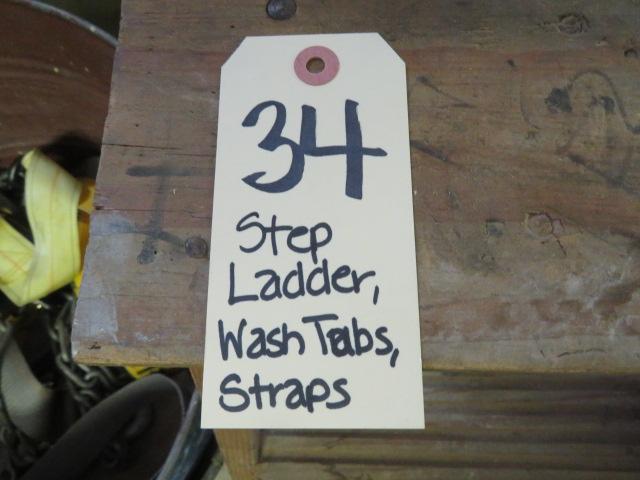 34
Step
Ladder,
Wash Tabs,
Straps